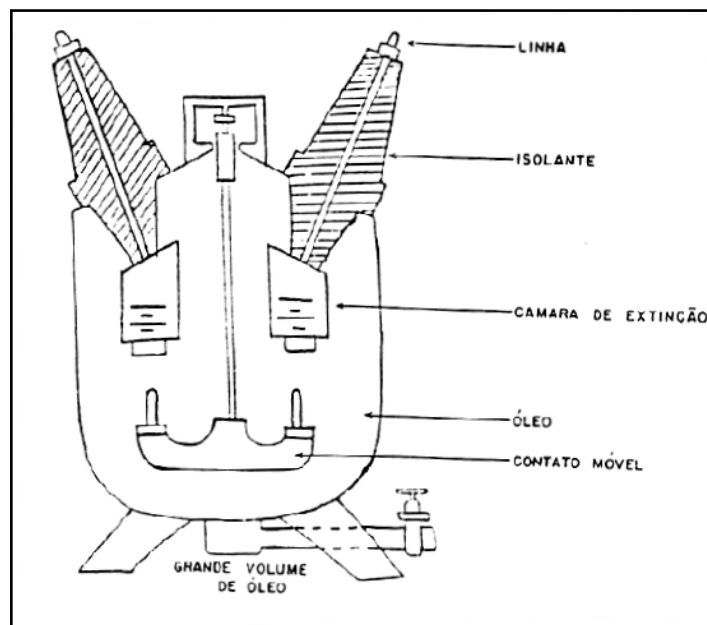 LINHA
ISOLANTE
CAMARA DE EXTINÇÃO
ÓLEO
CONTATO MÓVEL
GRANDE VOLUME
DE ÓLEO